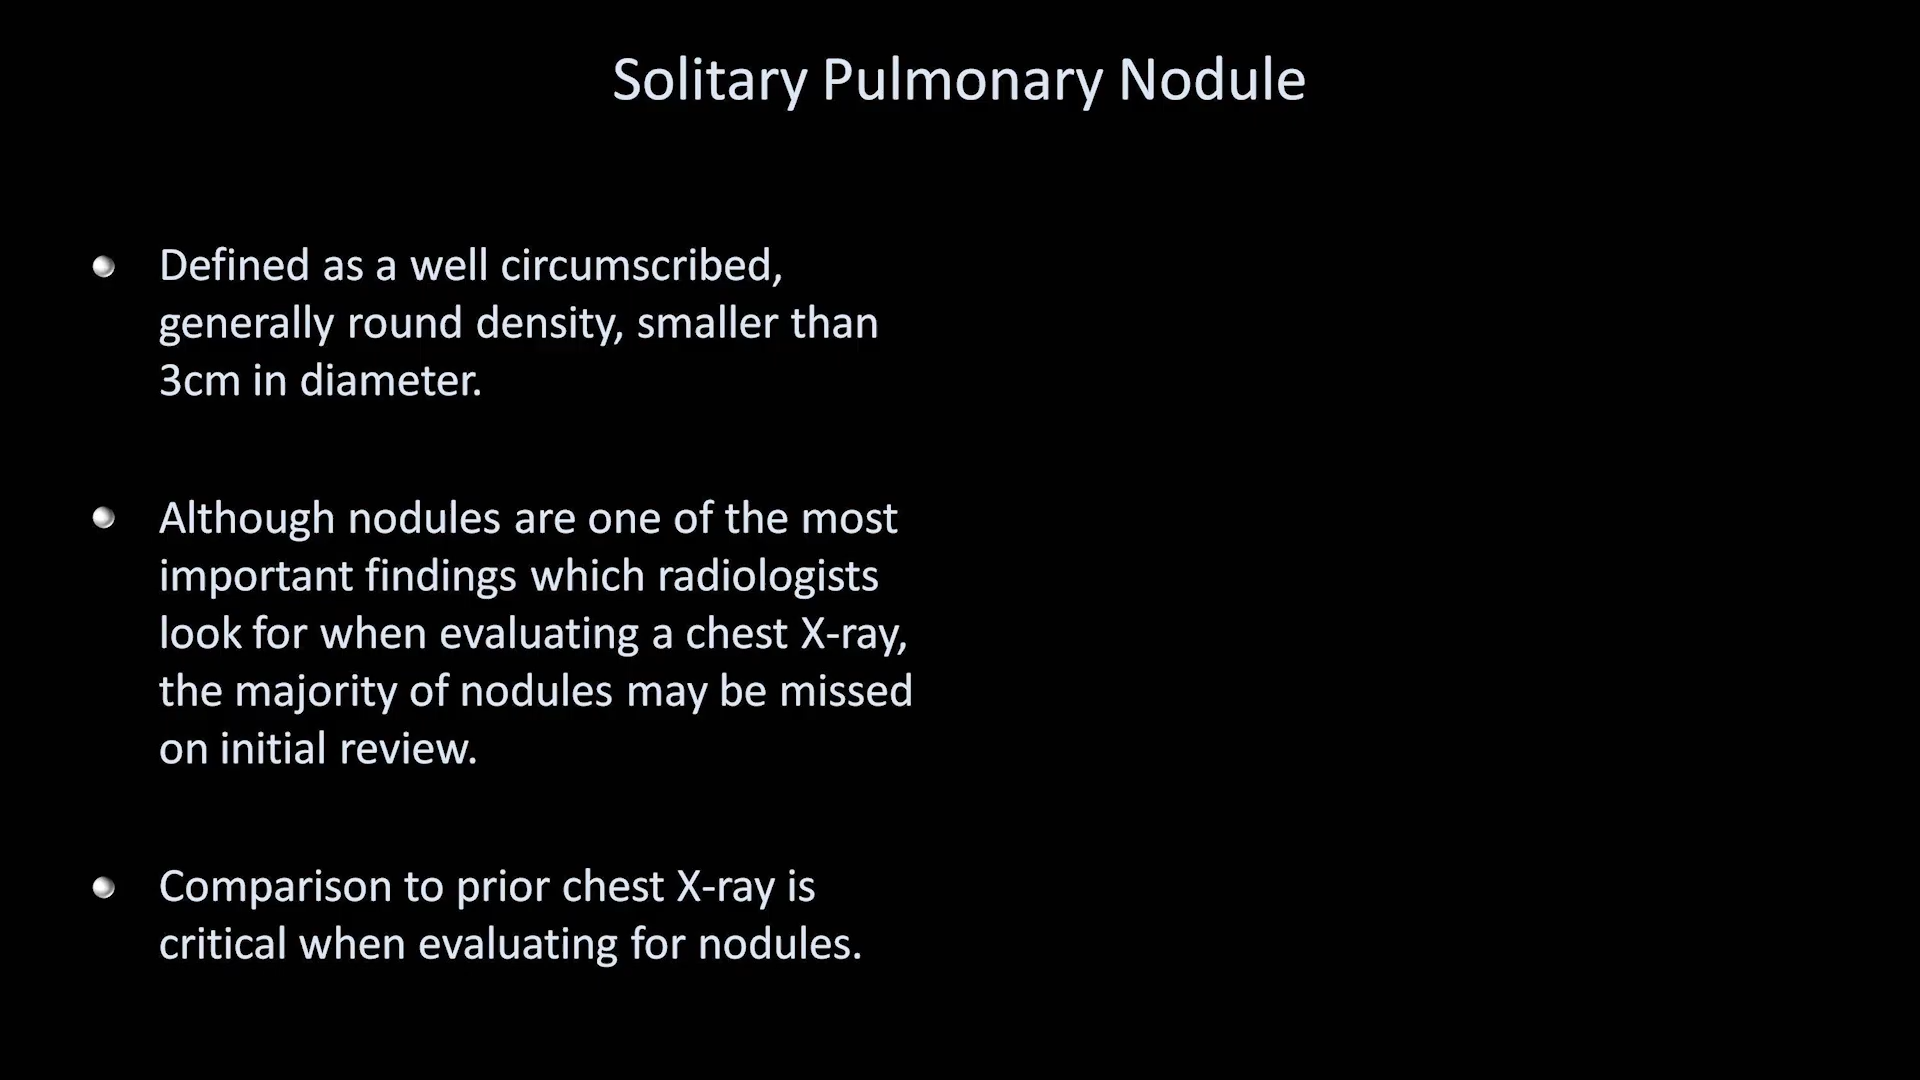 Solitary Pulmonary Nodule
Defined as a well circumscribed,
generally round density, smaller than
3cm in diameter.
Although nodules are one of the most
important findings which radiologists
look for when evaluating a chest X-ray,
the majority of nodules may be missed
on initial review.
Comparison to prior chest X-ray is
critical when evaluating for nodules.